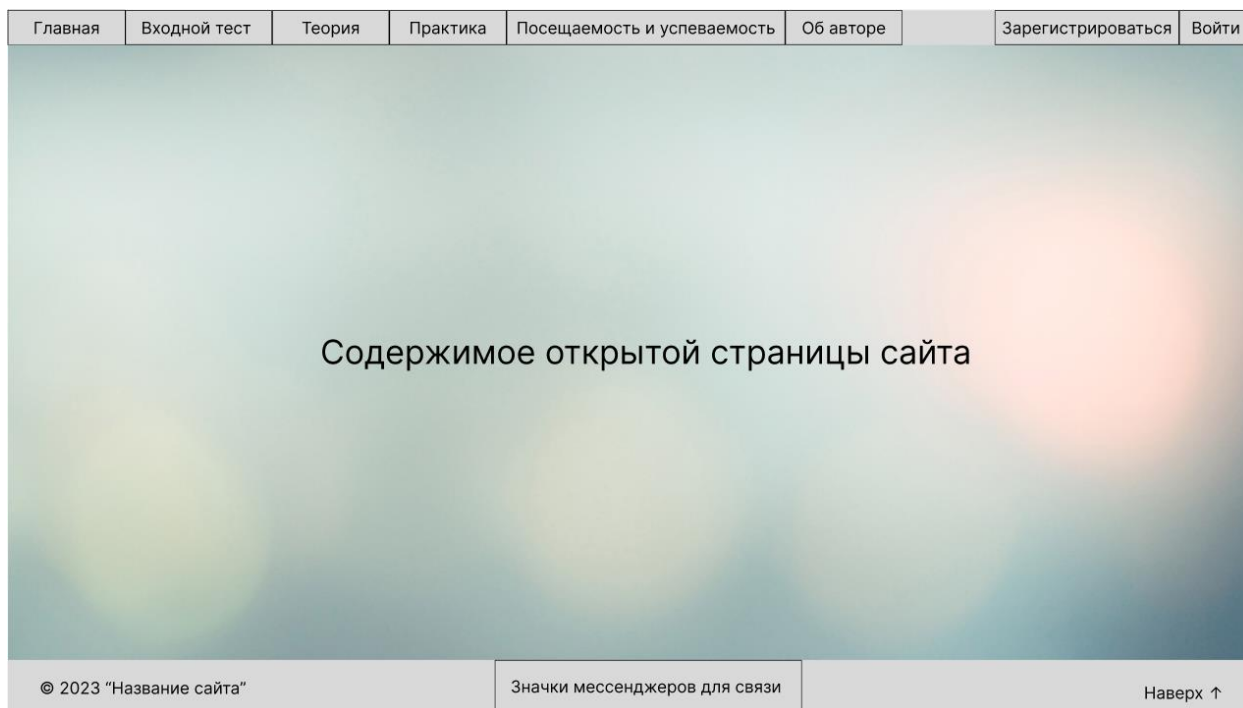 Главная Входной тест Теория Практика Посещаемость и успеваемость Об авторе Зарегистрироваться Войти
Содержимое открытой страницы сайта
© 2023 “Название сайта” Значки мессенджеров для связи Наверх ↑